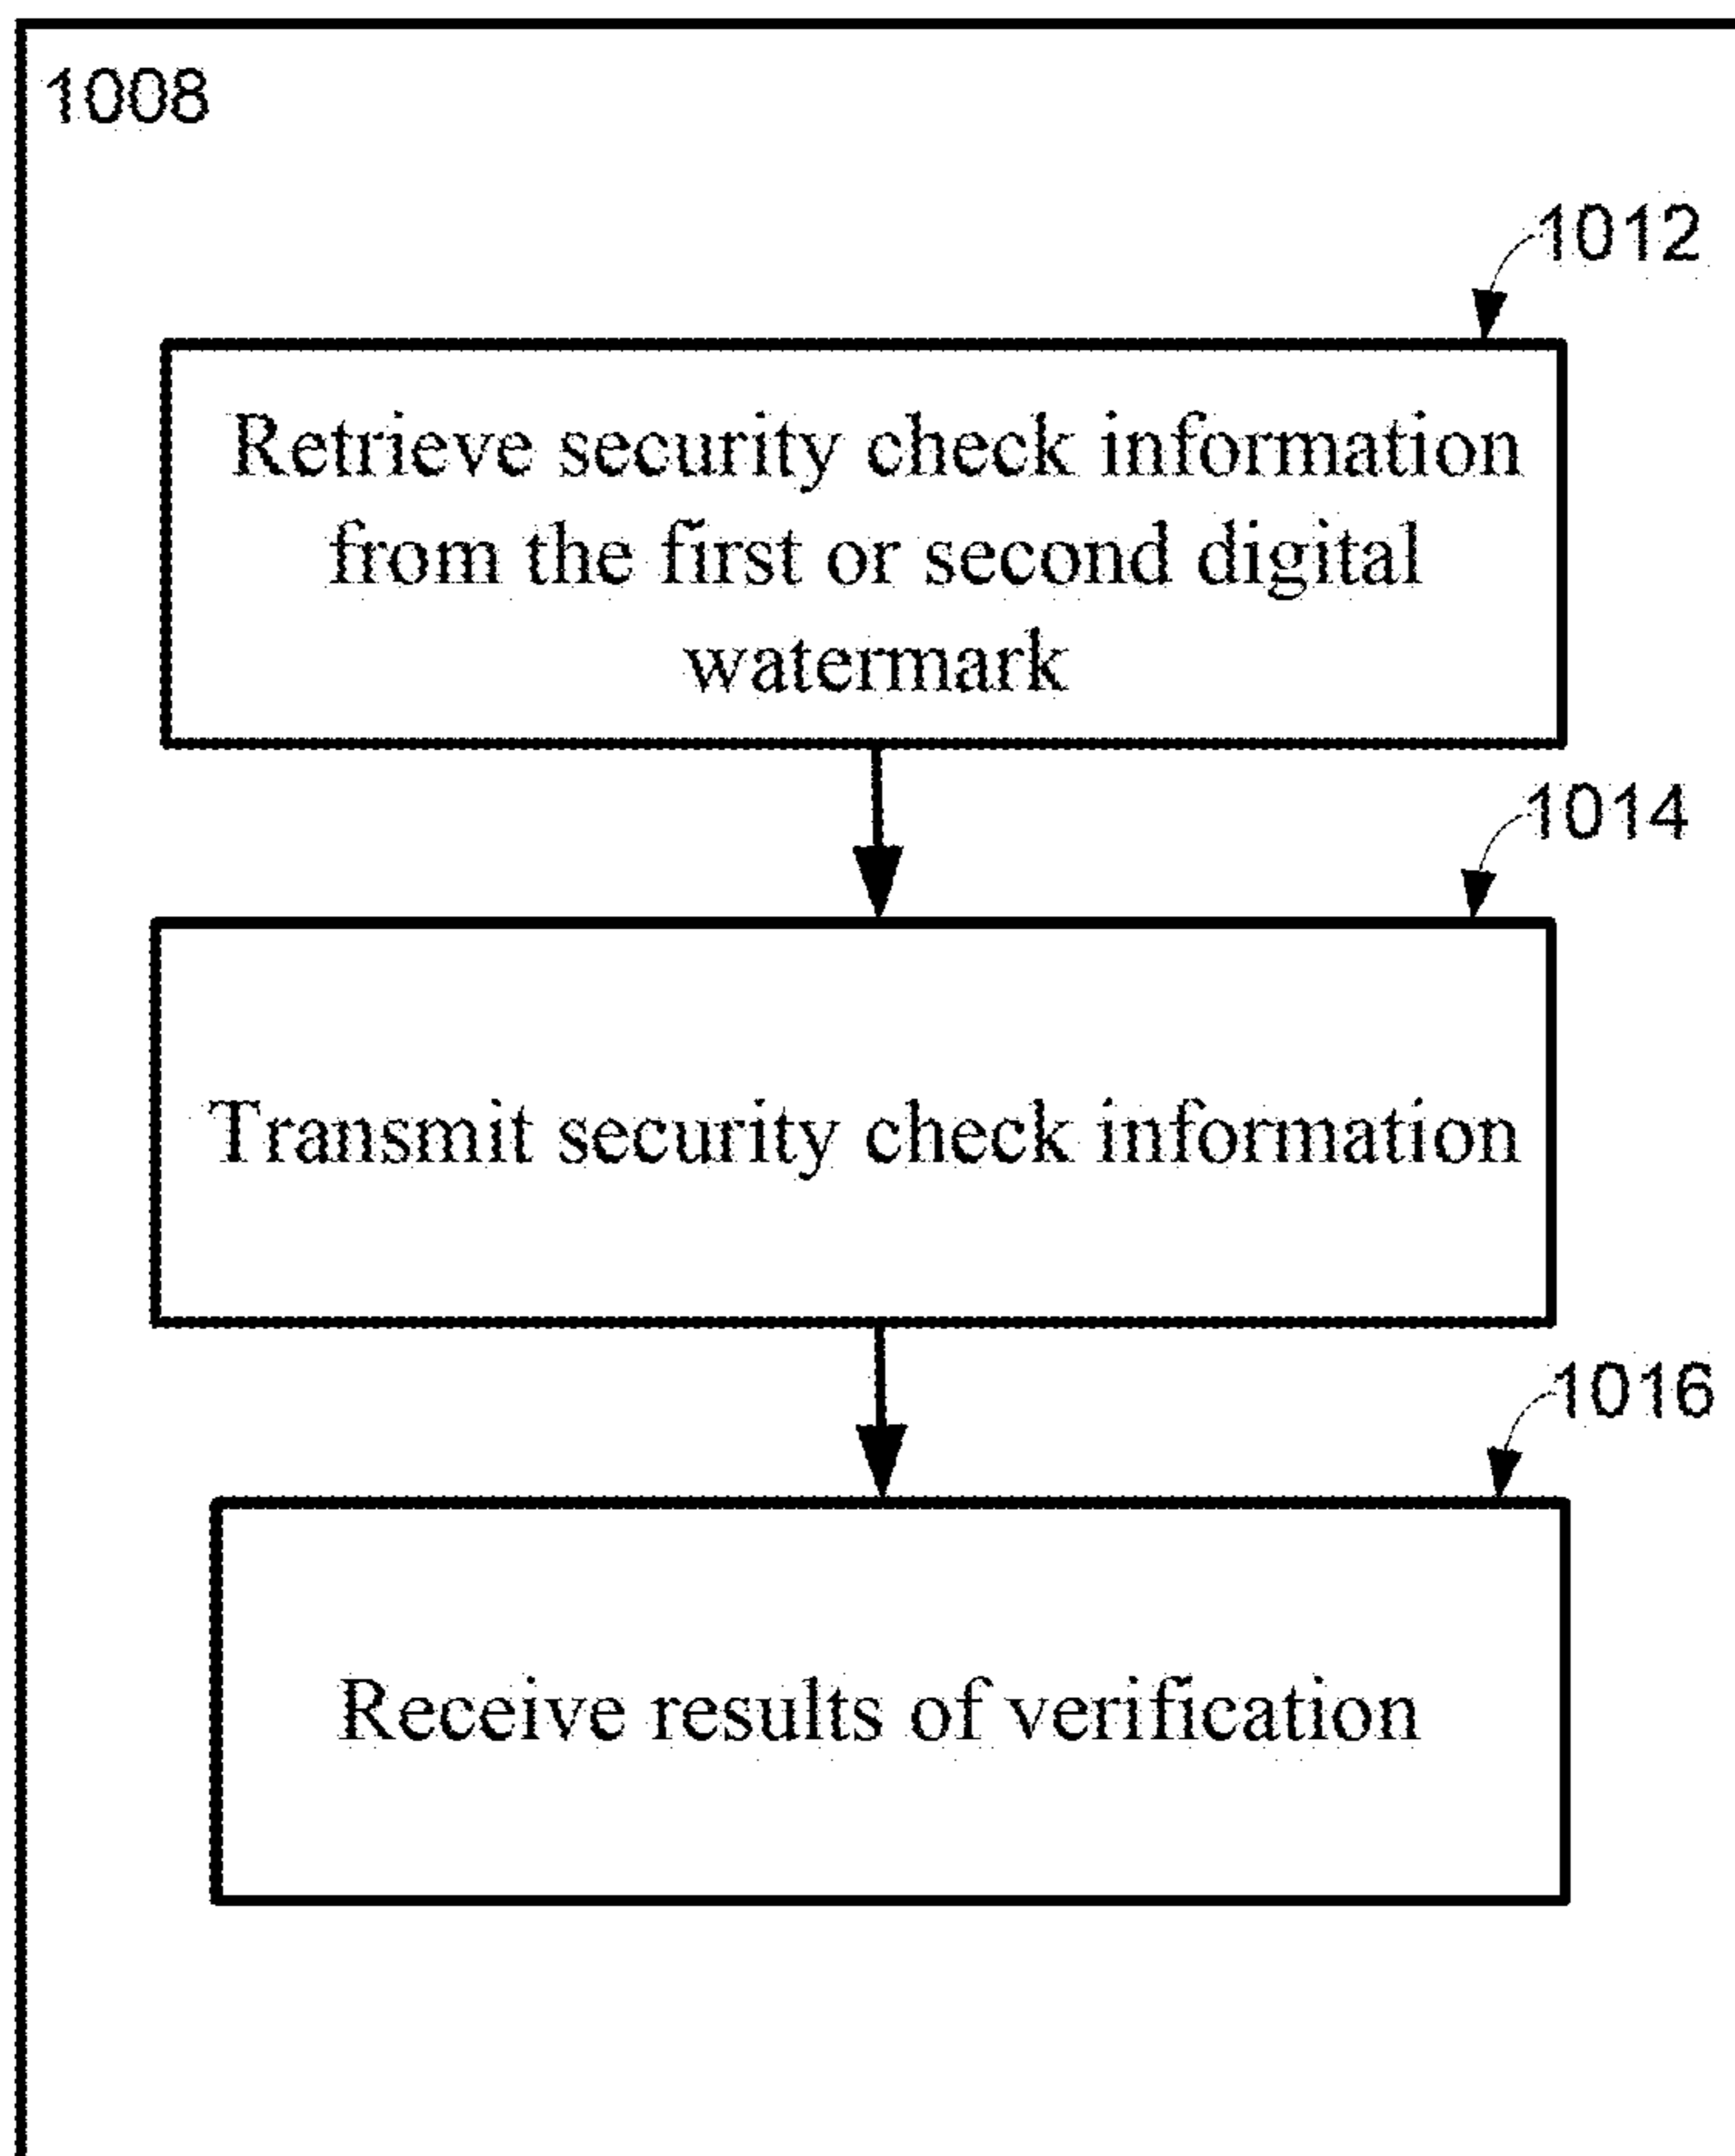 1008
1012
Retrieve security check information
from the first or second digital
watermark
1014
Transmit security check information
1016
Receive results of verification